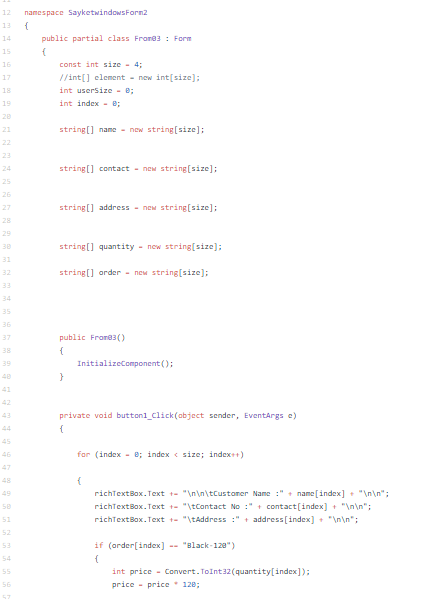 12 namespace SayketwindowsForm2
13 {
14 public partial class From03 : Form
15 {
16 const int size = 4;
17 //int[] element = new int[size];
18 int userSize = 0;
19 int index = 0;
20
21 string[] name = new string[size];
22
23
24 string[] contact = new string[size];
25
26
27 string[] address = new string[size];
28
29
30 string[] quantity = new string[size];
31
32 string[] order = new string[size];
33
34
35
36
37 public From03()
38 {
39 InitializeComponent();
40 }
41
42
43 private void button1_Click(object sender, EventArgs e)
44 {
45
46 for (index = 0; index < size; index++)
47
48 {
49 richTextBox.Text += "\n\n\tCustomer Name :" + name[index] + "\n\n";
50 richTextBox.Text += "\tContact No :" + contact[index] + "\n\n";
51 richTextBox.Text += "\tAddress :" + address[index] + "\n\n";
52
53 if (order[index] == "Black-120")
54 {
55 int price = Convert.ToInt32(quantity[index]);
56 price = price * 120;
57